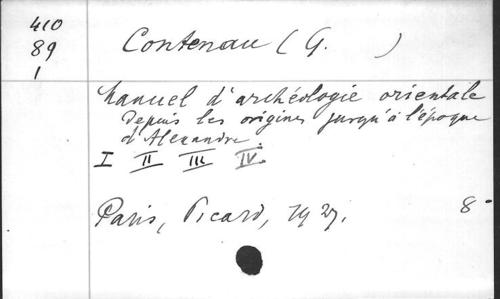 410
89
1
Contenau (G. )
Manuel d'archéologie orientale
Depuis les origines jusqu'à l'époque
d'Alexandre.
I II III IV.
Paris, Picard, 1927. 8°